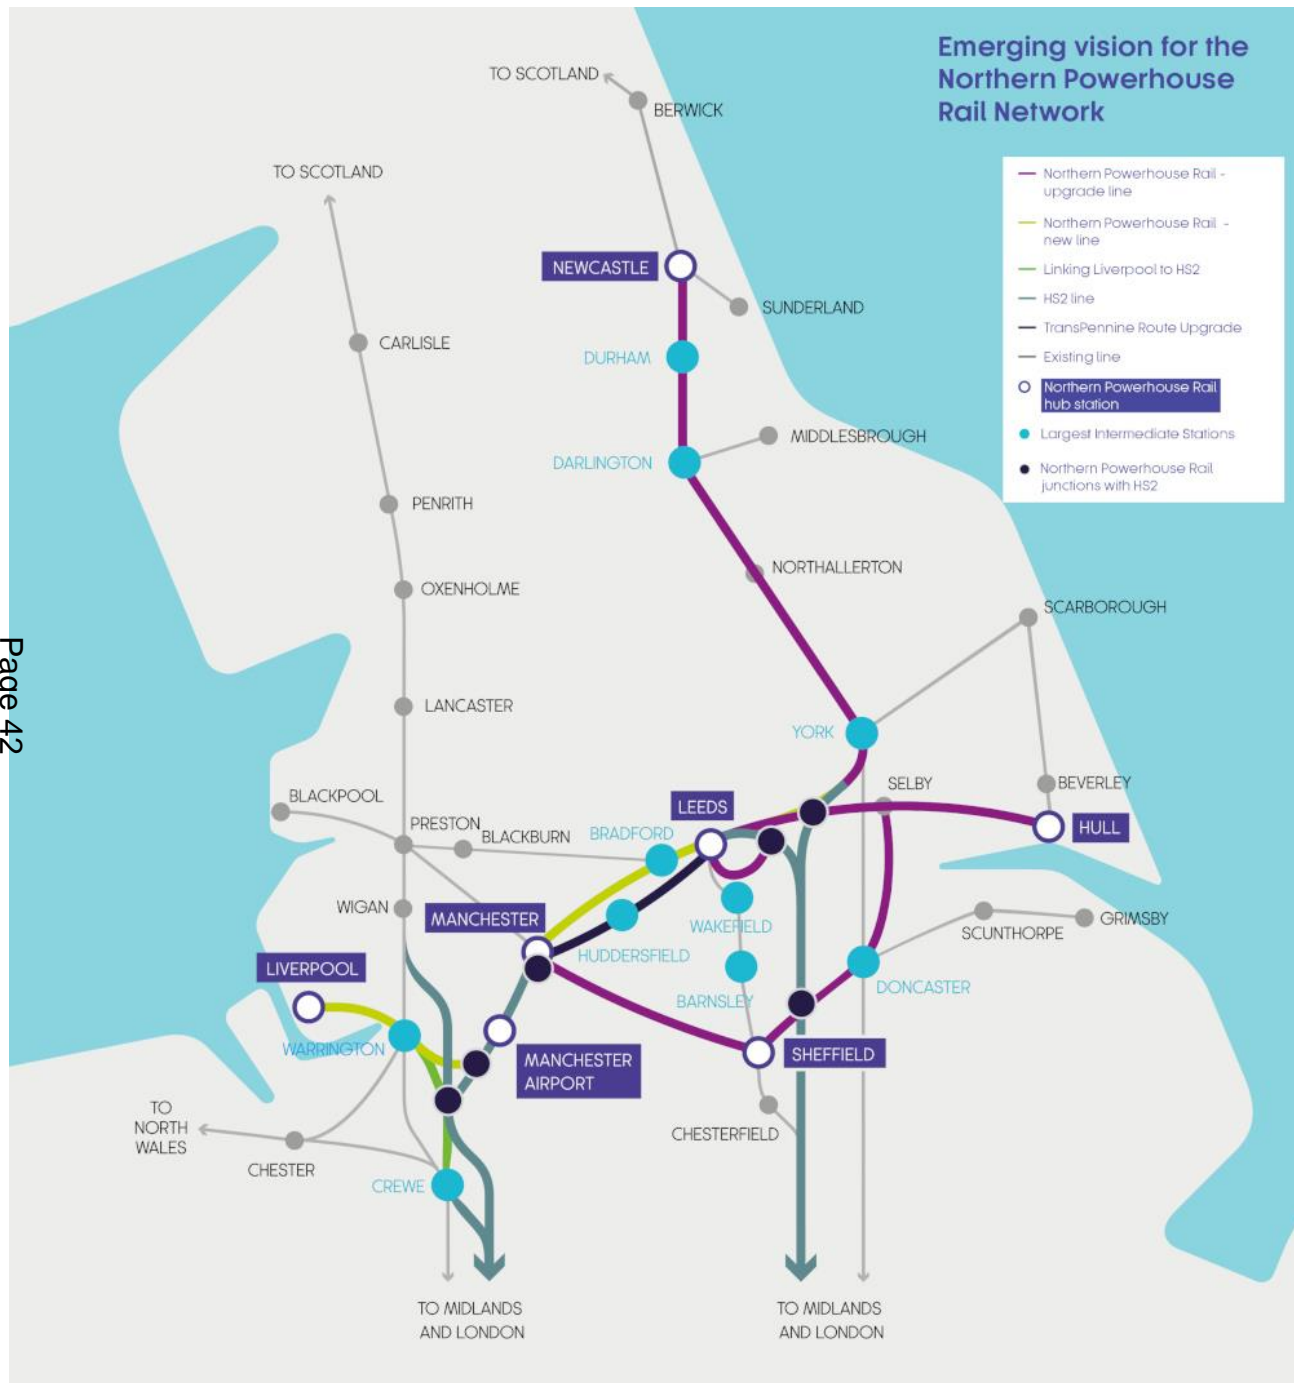 Emerging vision for the
Northern Powerhouse
Rail Network
Northern Powerhouse Rail -
upgrade line
Northern Powerhouse Rail -
new line
Linking Liverpool to HS2
HS2 line
TransPennine Route Upgrade
Existing line
Northern Powerhouse Rail
hub station
Largest Intermediate Stations
Northern Powerhouse Rail
junctions with HS2
TO SCOTLAND
BERWICK
TO SCOTLAND
NEWCASTLE
SUNDERLAND
CARLISLE
DURHAM
MIDDLESBROUGH
DARLINGTON
PENRITH
NORTHALLERTON
OXENHOLME
SCARBOROUGH
Page 42
LANCASTER
YORK
SELBY
BEVERLEY
BLACKPOOL
LEEDS
PRESTON
BLACKBURN
BRADFORD
HULL
WIGAN
MANCHESTER
WAKEFIELD
SCUNTHORPE
GRIMSBY
HUDDERSFIELD
LIVERPOOL
BARNSLEY
DONCASTER
WARRINGTON
MANCHESTER
AIRPORT
SHEFFIELD
TO
NORTH
WALES
CHESTERFIELD
CHESTER
CREWE
TO MIDLANDS
AND LONDON
TO MIDLANDS
AND LONDON